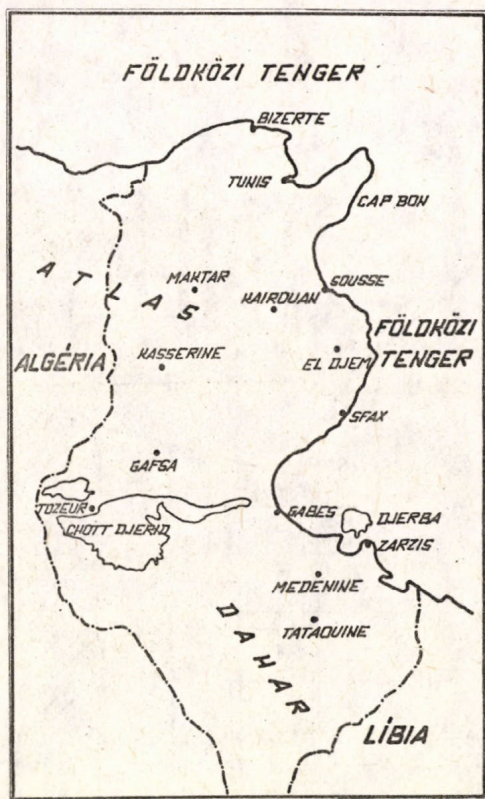 FÖLDKÖZI TENGER
BIZERTE
TUNIS
CAP BON
ATLAS
MAKTAR
SOUSSE
KAIROUAN
FÖLDKÖZI
TENGER
ALGÉRIA
KASSERINE
EL DJEM
SFAX
GAFSA
TOZEUR
GABES
DJERBA
CHOTT DJERID
ZARZIS
MEDENINE
DAHAR
TATAOUINE
LÍBIA